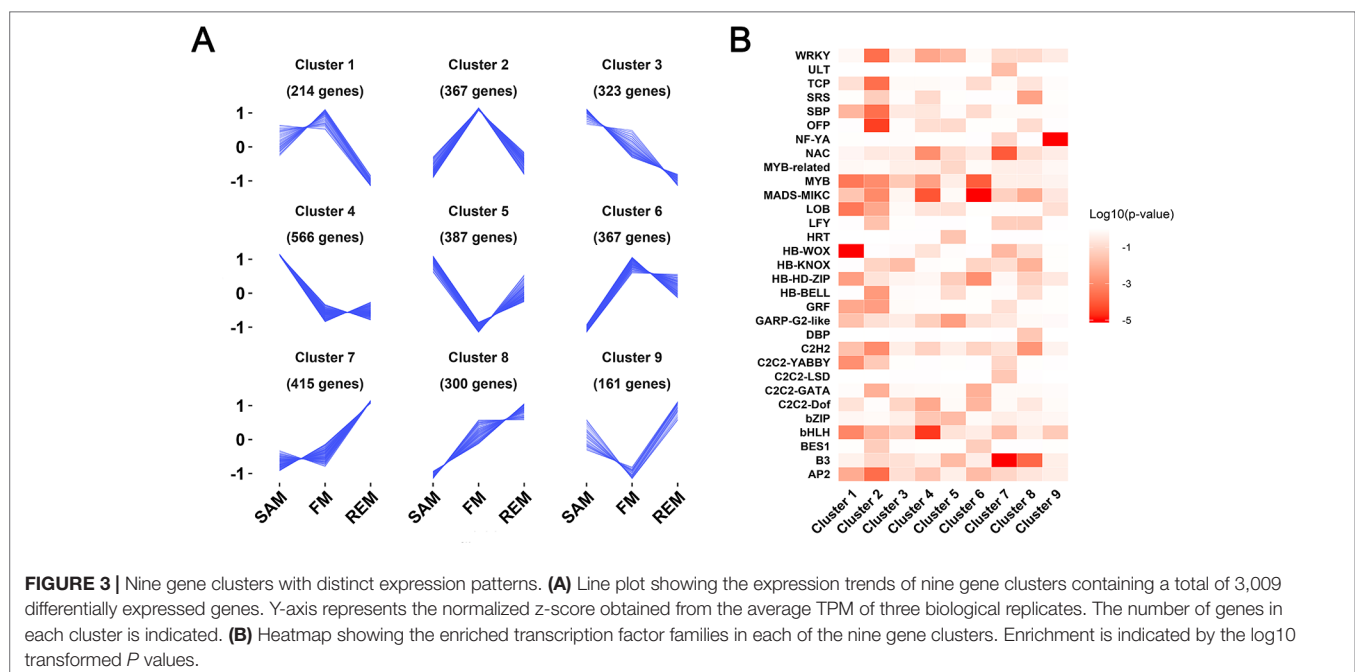 A
Cluster 1
(214 genes)
Cluster 2
(367 genes)
Cluster 3
(323 genes)
1
0
-1
Cluster 4
(566 genes)
Cluster 5
(387 genes)
Cluster 6
(367 genes)
1
0
-1
Cluster 7
(415 genes)
Cluster 8
(300 genes)
Cluster 9
(161 genes)
1
0
-1
SAM
FM
REM
SAM
FM
REM
SAM
FM
REM
B
WRKY
ULT
TCP
SRS
SBP
OFP
NF-YA
NAC
MYB-related
MYB
MADS-MIKC
LOB
LFY
HRT
HB-WOX
HB-KNOX
HB-HD-ZIP
HB-BELL
GRF
GARP-G2-like
DBP
C2H2
C2C2-YABBY
C2C2-LSD
C2C2-GATA
C2C2-Dof
bZIP
bHLH
BES1
B3
AP2
Cluster 1
Cluster 2
Cluster 3
Cluster 4
Cluster 5
Cluster 6
Cluster 7
Cluster 8
Cluster 9
Log10(p-value)
-1
-3
-5
FIGURE 3 | Nine gene clusters with distinct expression patterns. (A) Line plot showing the expression trends of nine gene clusters containing a total of 3,009
differentially expressed genes. Y-axis represents the normalized z-score obtained from the average TPM of three biological replicates. The number of genes in
each cluster is indicated. (B) Heatmap showing the enriched transcription factor families in each of the nine gene clusters. Enrichment is indicated by the log10
transformed P values.